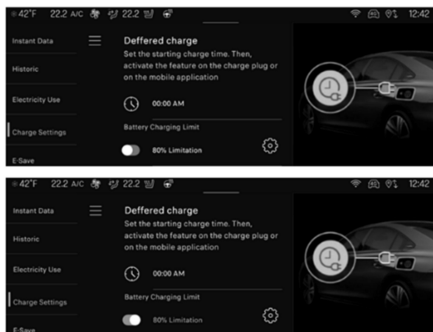 42°F 22.2 A/C 22.2 12:42
Instant Data
Historic
Electricity Use
Charge Settings
E-Save
Deffered charge
Set the starting charge time. Then,
activate the feature on the charge plug or
on the mobile application
00:00 AM
Battery Charging Limit
80% Limitation
42°F 22.2 A/C 22.2 12:42
Instant Data
Historic
Electricity Use
Charge Settings
E-Save
Deffered charge
Set the starting charge time. Then,
activate the feature on the charge plug or
on the mobile application
00:00 AM
Battery Charging Limit
80% Limitation